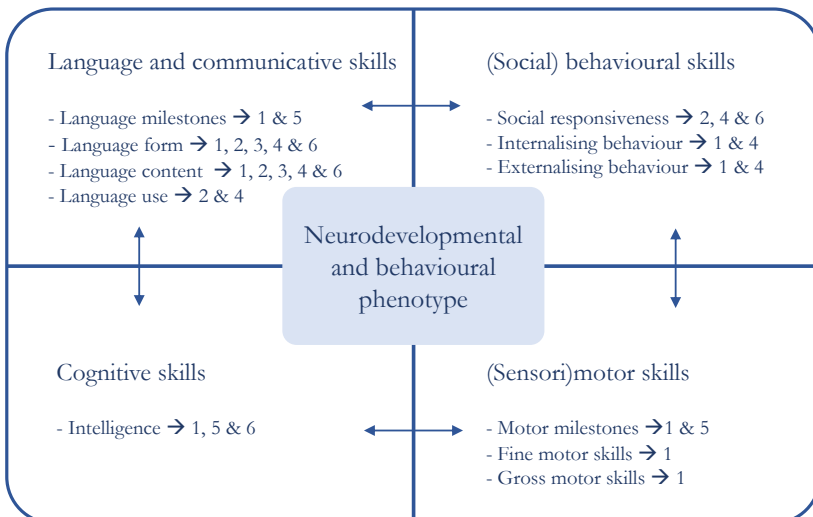 Language and communicative skills
- Language milestones → 1 & 5
- Language form → 1, 2, 3, 4 & 6
- Language content → 1, 2, 3, 4 & 6
- Language use → 2 & 4
(Social) behavioural skills
- Social responsiveness → 2, 4 & 6
- Internalising behaviour → 1 & 4
- Externalising behaviour → 1 & 4
Neurodevelopmental
and behavioural
phenotype
Cognitive skills
- Intelligence → 1, 5 & 6
(Sensori)motor skills
- Motor milestones →1 & 5
- Fine motor skills → 1
- Gross motor skills → 1